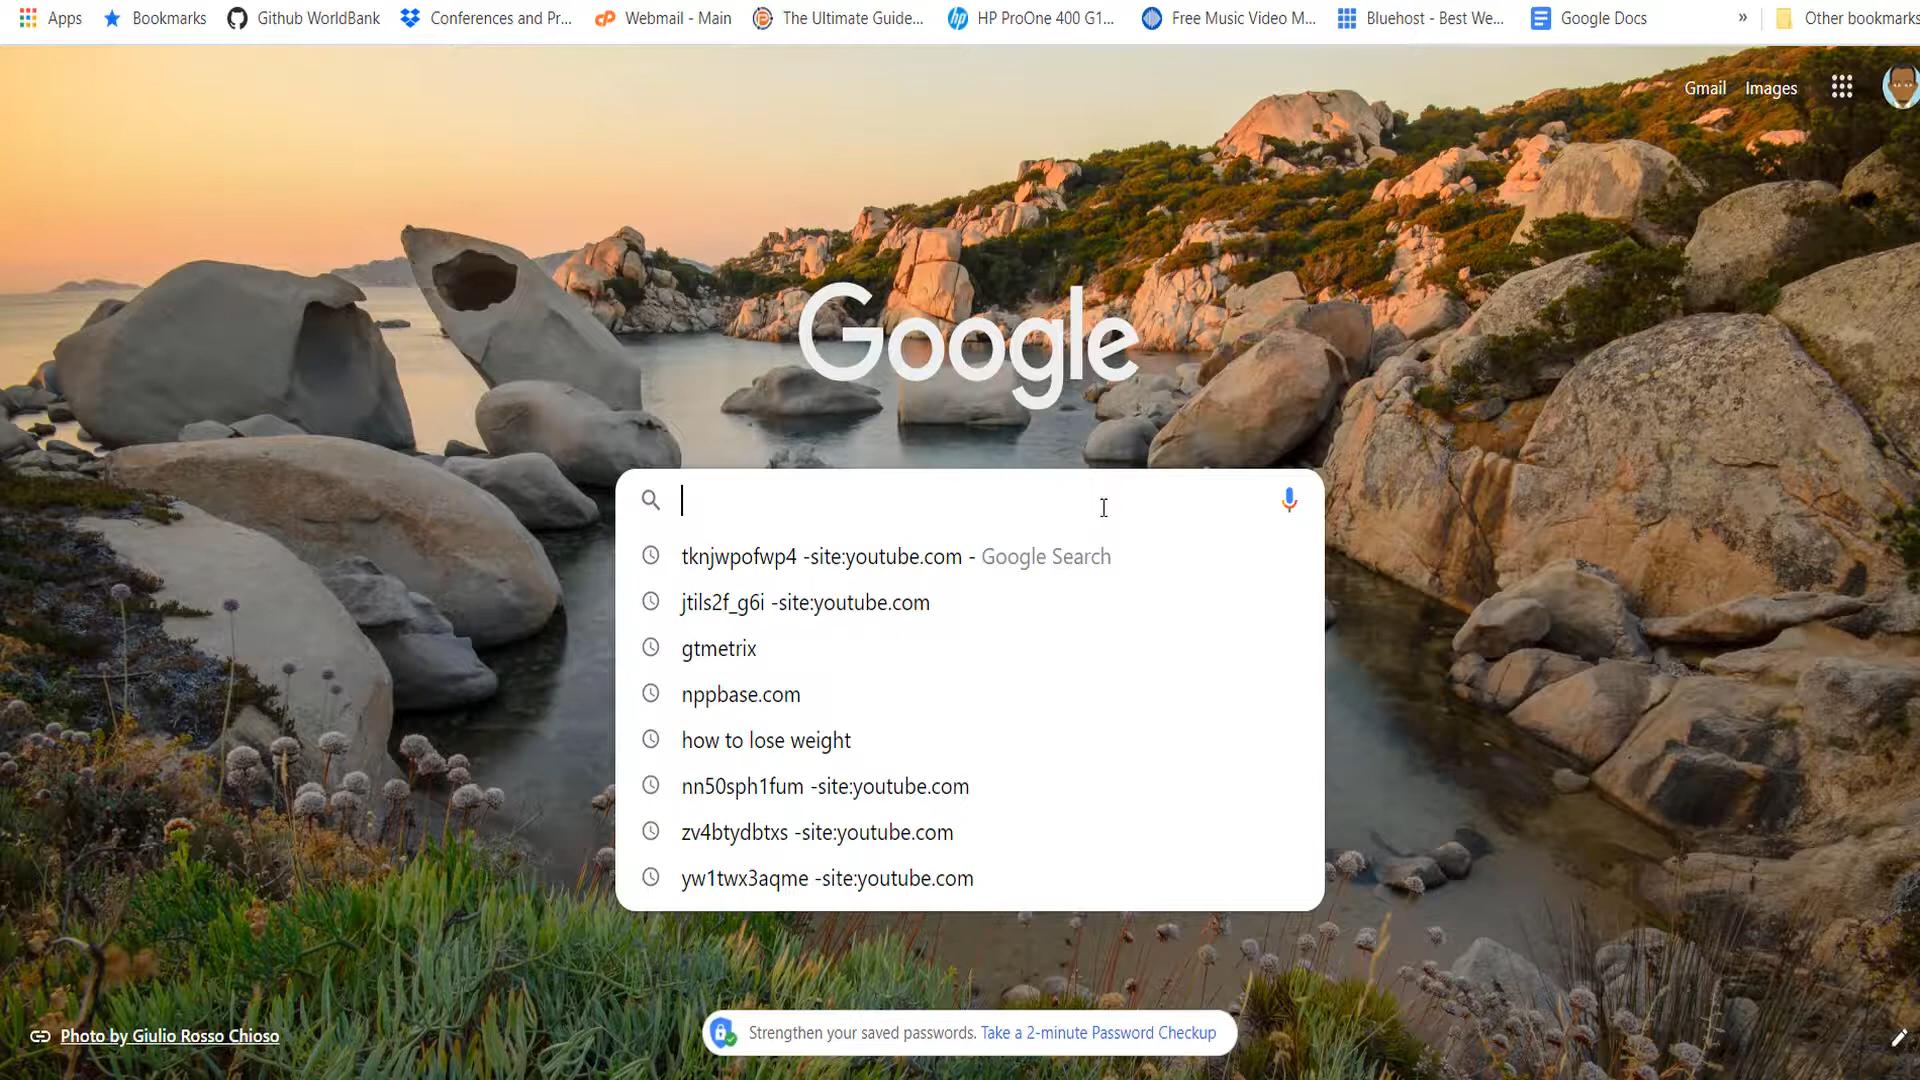 Apps Bookmarks Github WorldBank Conferences and Pr... Webmail - Main The Ultimate Guide... HP ProOne 400 G1... Free Music Video M... Bluehost - Best We... Google Docs » Other bookmarks
Gmail Images
Google
tknjwpofwp4 -site:youtube.com - Google Search
jtils2f_g6i -site:youtube.com
gtmetrix
nppbase.com
how to lose weight
nn50sph1fum -site:youtube.com
zv4btydbtxs -site:youtube.com
yw1twx3aqme -site:youtube.com
Strengthen your saved passwords. Take a 2-minute Password Checkup
Photo by Giulio Rosso Chioso